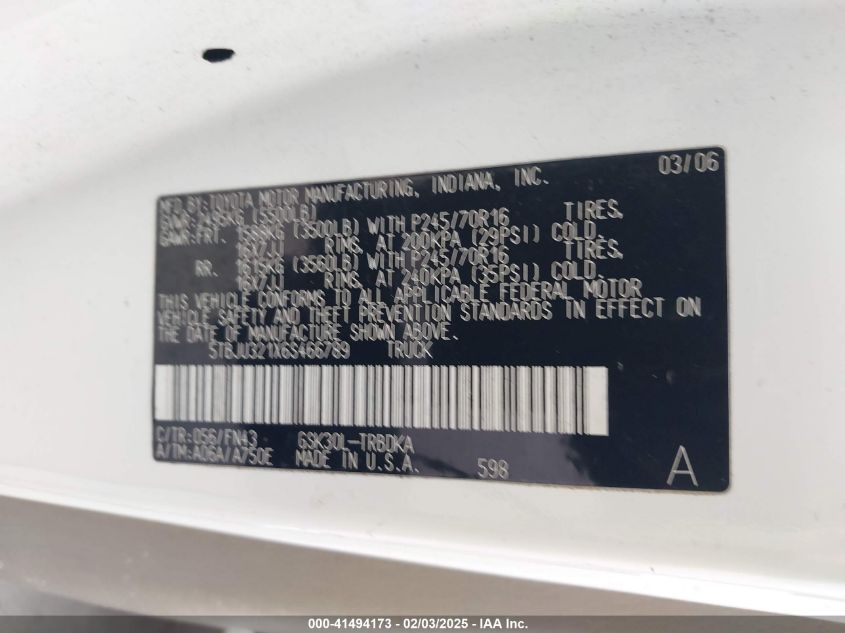 03/06
MFD. BY: TOYOTA MOTOR MANUFACTURING, INDIANA, INC.
GVWR 2495KG (5500LB)
GAWR: FRT. 1588KG (3500LB) WITH P245/70R16 TIRES,
16X7JJ RIMS, AT 200KPA (29PSI) COLD.
RR. 1615KG (3560LB) WITH P245/70R16 TIRES,
16X7JJ RIMS, AT 240KPA (35PSI) COLD.
THIS VEHICLE CONFORMS TO ALL APPLICABLE FEDERAL MOTOR
VEHICLE SAFETY AND THEFT PREVENTION STANDARDS IN EFFECT ON
THE DATE OF MANUFACTURE SHOWN ABOVE.
5TBJU321X6S466789 TRUCK
C/TR: 056/FN43 GSK30L-TRBDKA
A/TM: A06A/A750E MADE IN U.S.A. 598 A
000-41494173 - 02/03/2025 - IAA Inc.